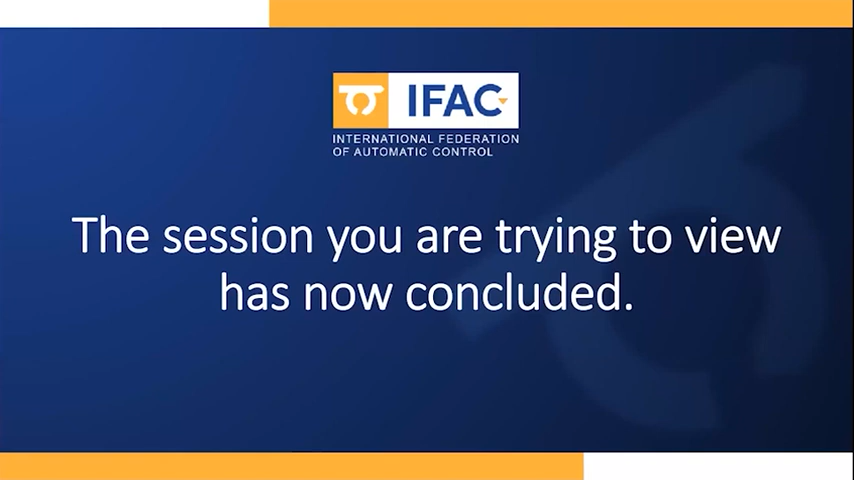 IFAC
INTERNATIONAL FEDERATION
OF AUTOMATIC CONTROL
The session you are trying to view
has now concluded.